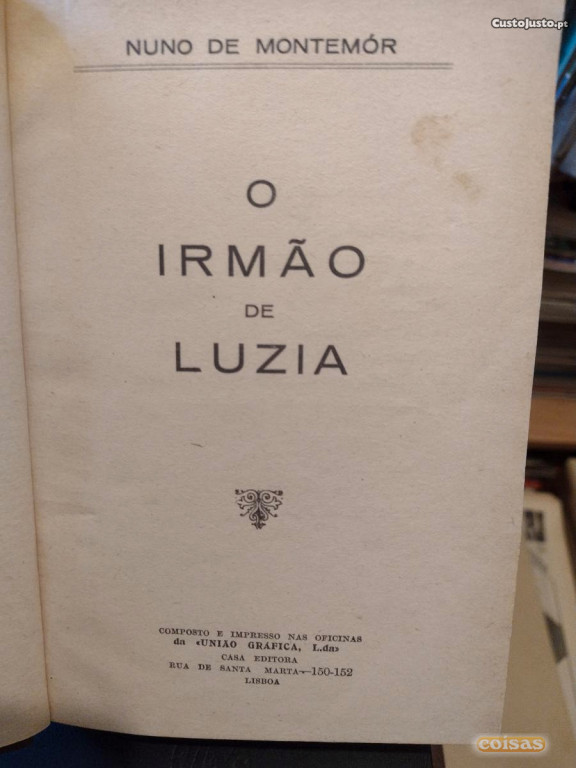 CustoJusto.pt
NUNO DE MONTEMÓR
O
IRMÃO
DE
LUZIA
COMPOSTO E IMPRESSO NAS OFICINAS
da «UNIÃO GRÁFICA, L.da»
CASA EDITORA
RUA DE SANTA MARTA—150-152
LISBOA
coisas